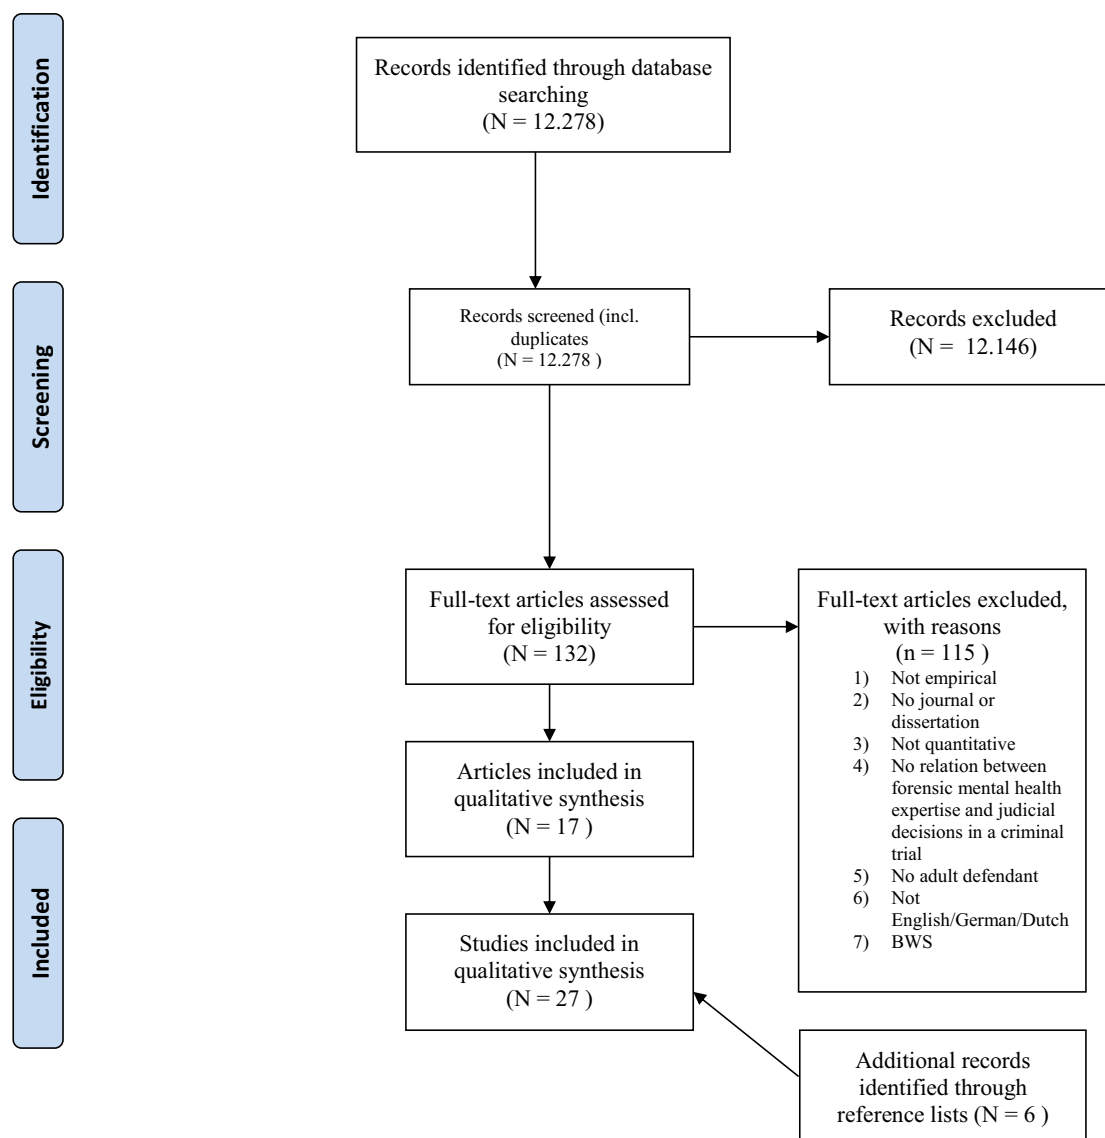 Identification
Records identified through database
searching
(N = 12.278)
Screening
Records screened (incl.
duplicates
(N = 12.278 )
Records excluded
(N =  12.146)
Eligibility
Full-text articles assessed
for eligibility
(N = 132)
Full-text articles excluded,
with reasons
(n = 115 )
1) Not empirical
2) No journal or
dissertation
3) Not quantitative
4) No relation between
forensic mental health
expertise and judicial
decisions in a criminal
trial
5) No adult defendant
6) Not
English/German/Dutch
7) BWS
Articles included in
qualitative synthesis
(N = 17 )
Included
Studies included in
qualitative synthesis
(N = 27 )
Additional records
identified through
reference lists (N = 6 )